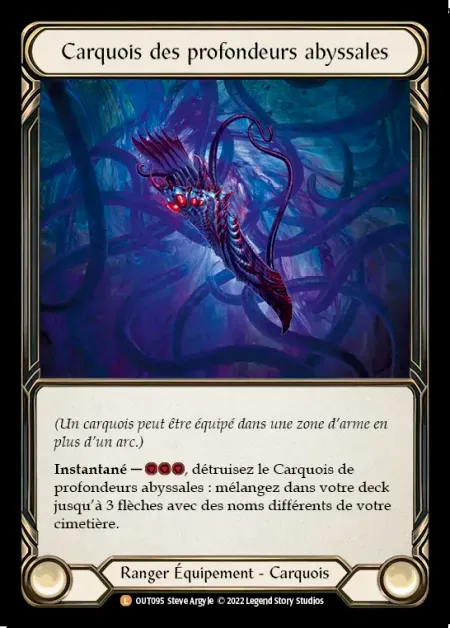 Carquois des profondeurs abyssales
(Un carquois peut être équipé dans une zone d'arme en
plus d'un arc.)
Instantané — , détruisez le Carquois de
profondeurs abyssales : mélangez dans votre deck
jusqu'à 3 flèches avec des noms différents de votre
cimetière.
Ranger Équipement - Carquois
L OUT095 Steve Argyle © 2022 Legend Story Studios